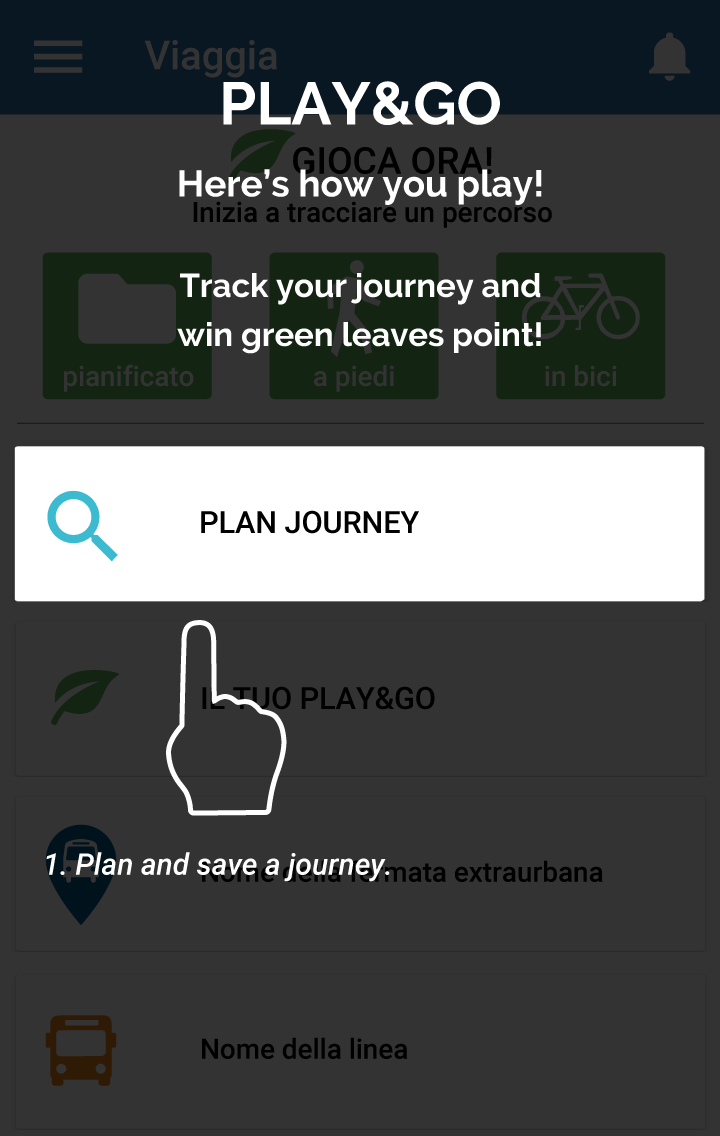 Viaggia
PLAY&GO
GIOCA ORA!
Here's how you play!
Inizia a tracciare un percorso
Track your journey and
win green leaves point!
pianificato
a piedi
in bici
PLAN JOURNEY
IL TUO PLAY&GO
1. Plan and save a journey.
Nome della fermata extraurbana
Nome della linea